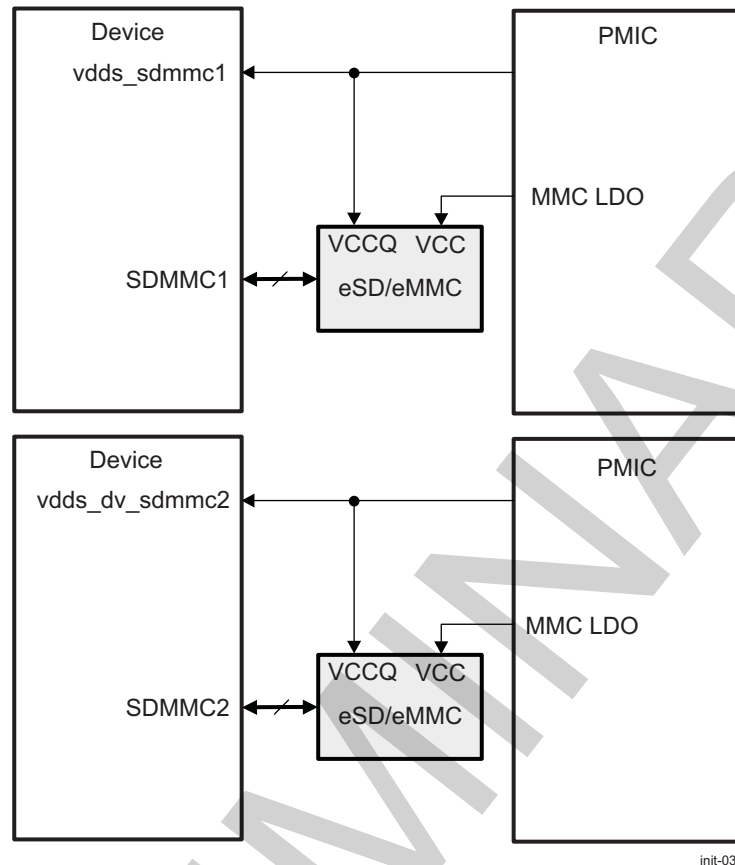 Device
PMIC
vdds_sdmmc1
MMC LDO
VCCQ VCC
SDMMC1
eSD/eMMC
Device
PMIC
vdds_dv_sdmmc2
MMC LDO
VCCQ VCC
SDMMC2
eSD/eMMC
init-03